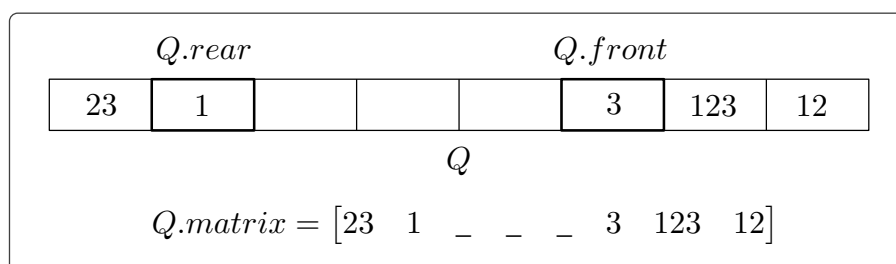 Q.rear Q.front
23 1 3 123 12
Q
Q.matrix = [23 1 _ _ _ 3 123 12]